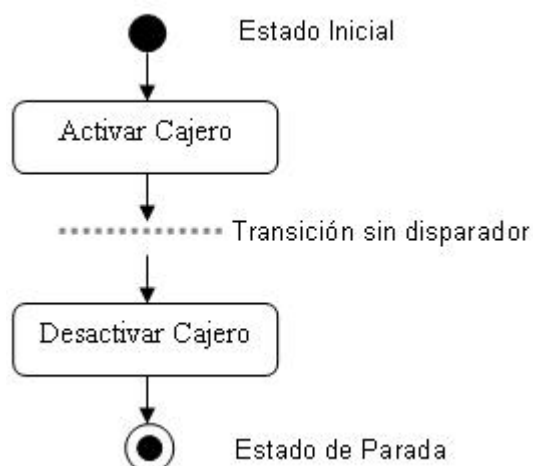 Estado Inicial
Activar Cajero
Transición sin disparador
Desactivar Cajero
Estado de Parada